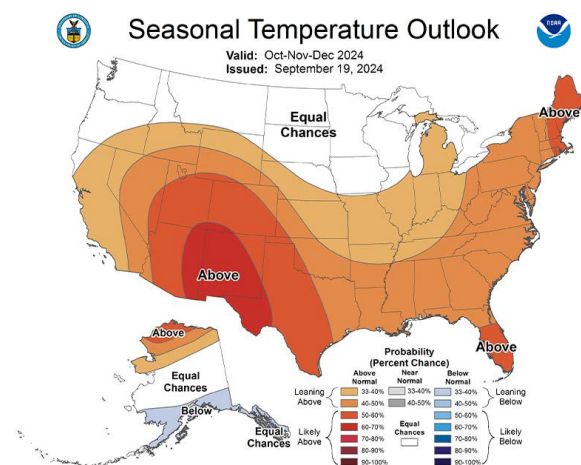 Seasonal Temperature Outlook
NOAA
Valid: Oct-Nov-Dec 2024
Issued: September 19, 2024
Equal
Chances
Above
Above
Above
Above
Equal
Chances
Below
Equal
Chances
Probability
(Percent Chance)
Above
Normal
Near
Normal
Below
Normal
Leaning
Above
33-40%
40-50%
33-40%
40-50%
33-40%
40-50%
Leaning
Below
Likely
Above
50-60%
60-70%
70-80%
80-90%
90-100%
Equal
Chances
50-60%
60-70%
70-80%
80-90%
90-100%
Likely
Below